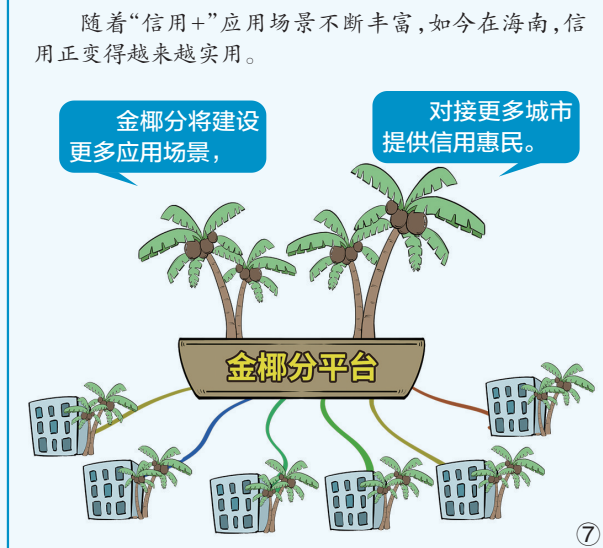 随着“信用+”应用场景不断丰富,如今在海南,信
用正变得越来越实用。
金椰分将建设
更多应用场景,
对接更多城市
提供信用惠民。
金椰分平台
⑦